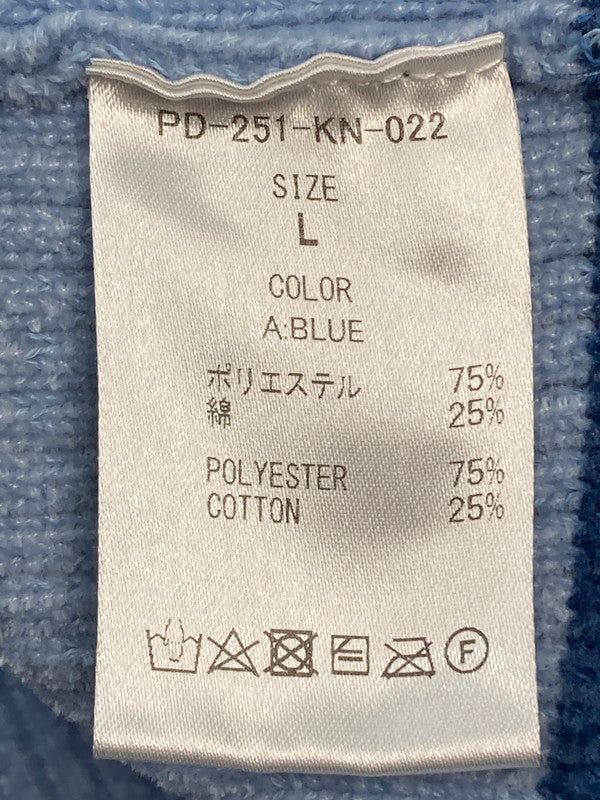 PD-251-KN-022
SIZE
L
COLOR
A:BLUE
ポリエステル 75%
綿 25%
POLYESTER 75%
COTTON 25%
F